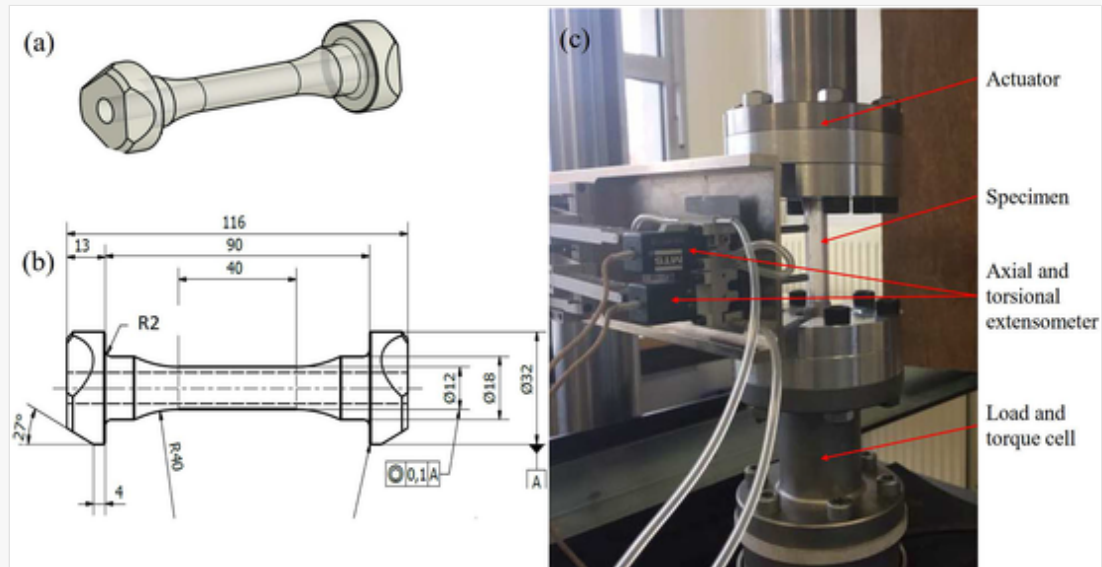 (a)
(c)
Actuator
Specimen
Axial and
torsional
extensometer
Load and
torque cell
MTS
(b)
116
13
90
40
R2
Ø12
Ø18
Ø32
27°
R40
4
0,1 A
A